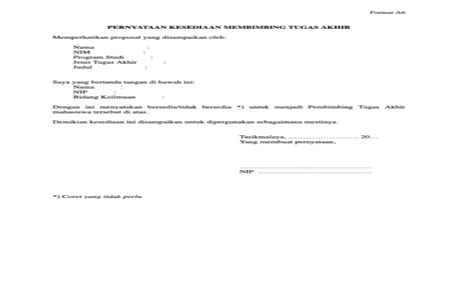 Format A6
PERNYATAAN KESEDIAAN MEMBIMBING TUGAS AKHIR
Memperhatikan proposal yang disampaikan oleh:
Nama :
NIM :
Program Studi :
Jenis Tugas Akhir :
Judul :
Saya yang bertanda tangan di bawah ini:
Nama :
NIP :
Bidang Keilmuan :
Dengan ini menyatakan bersedia/tidak bersedia *) untuk menjadi Pembimbing Tugas Akhir
mahasiswa tersebut di atas.
Demikian kesediaan ini disampaikan untuk dipergunakan sebagaimana mestinya.
Tasikmalaya, ............................ 20....
Yang membuat pernyataan,
......................................................
NIP ...............................................
*) Coret yang tidak perlu